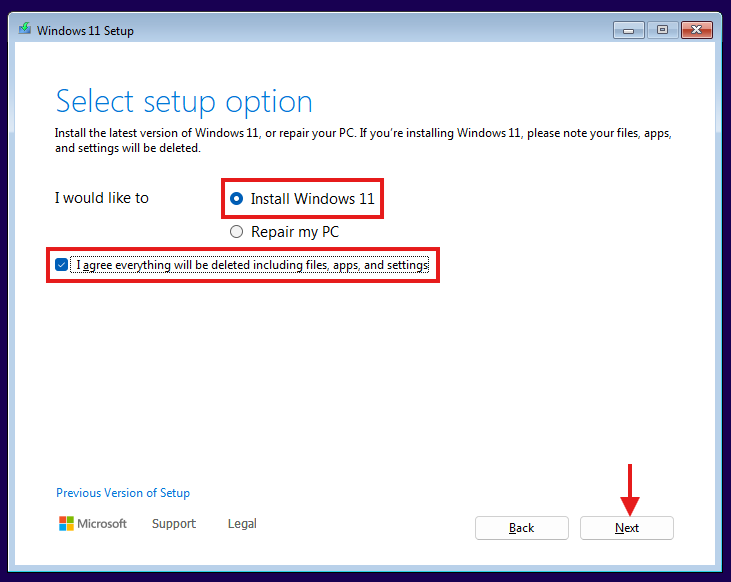 Windows 11 Setup
Select setup option
Install the latest version of Windows 11, or repair your PC. If you're installing Windows 11, please note your files, apps,
and settings will be deleted.
I would like to
Install Windows 11
Repair my PC
I agree everything will be deleted including files, apps, and settings
Previous Version of Setup
Microsoft Support Legal
Back Next